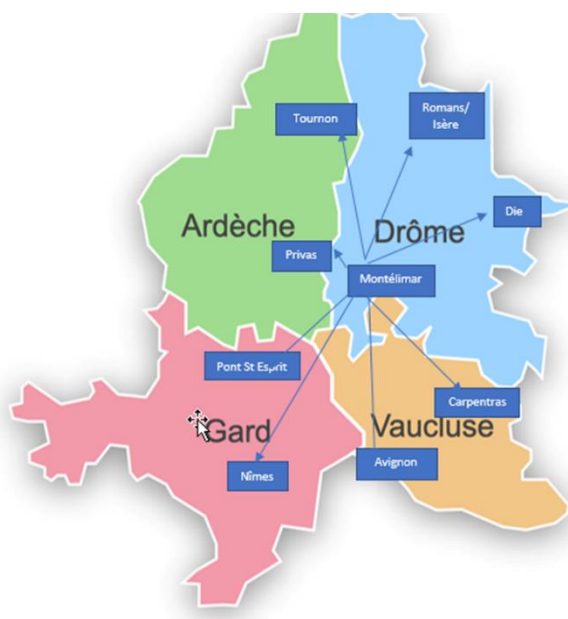 Romans/
Isère
Tournon
Die
Ardèche
Drôme
Privas
Montélimar
Pont St Esprit
Carpentras
Gard
Vaucluse
Avignon
Nîmes